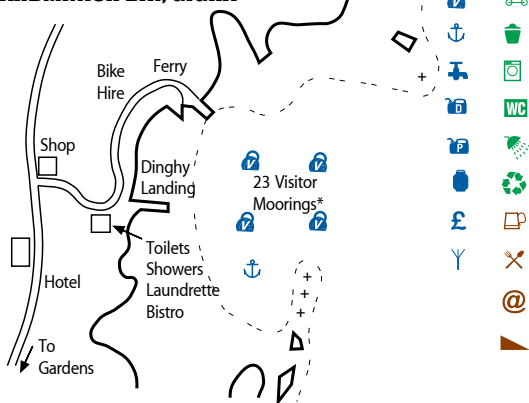 Bike
Hire
Ferry
Shop
Dinghy
Landing
23 Visitor
Moorings*
Toilets
Showers
Laundrette
Bistro
Hotel
To
Gardens
V
V
V
V
V
D
P
£
WC
@